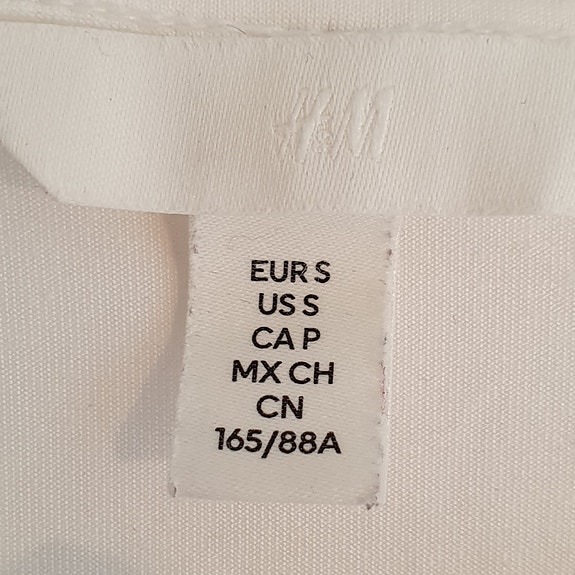 H&M
EUR S
US S
CA P
MX CH
CN
165/88A